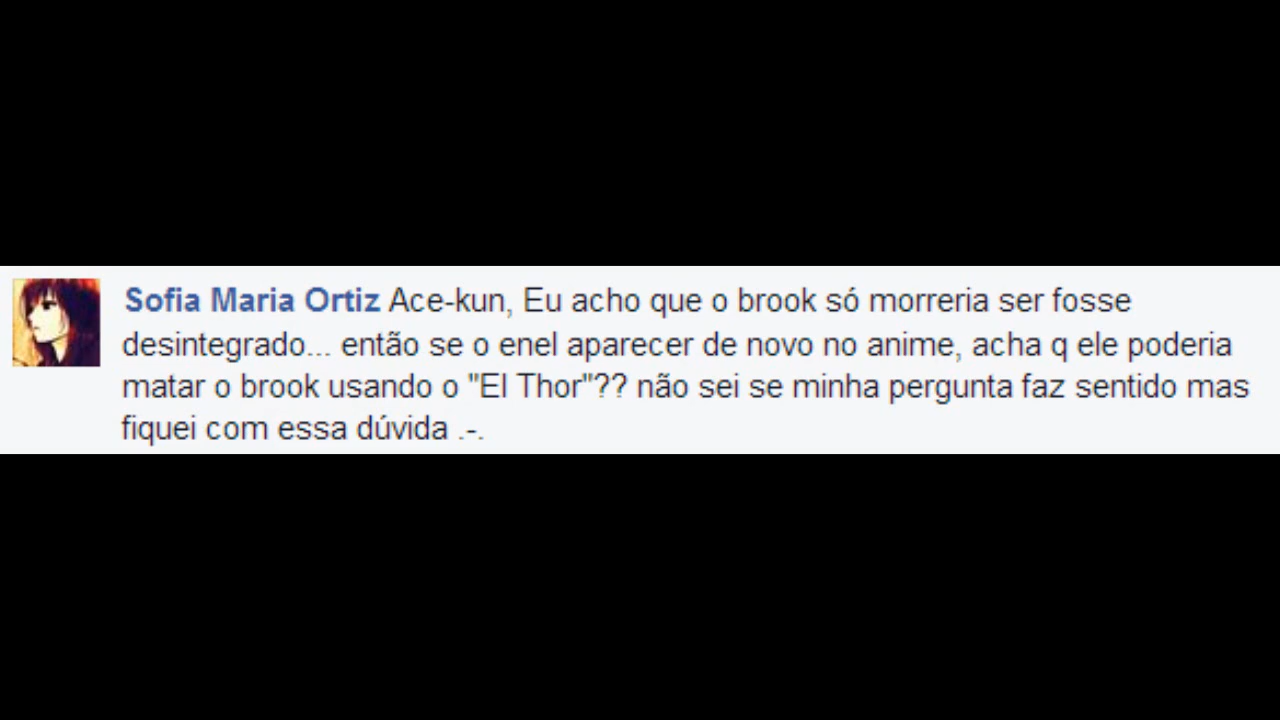 Sofia Maria Ortiz Ace-kun, Eu acho que o brook só morreria ser fosse
desintegrado... então se o enel aparecer de novo no anime, acha q ele poderia
matar o brook usando o "El Thor"?? não sei se minha pergunta faz sentido mas
fiquei com essa dúvida .-.